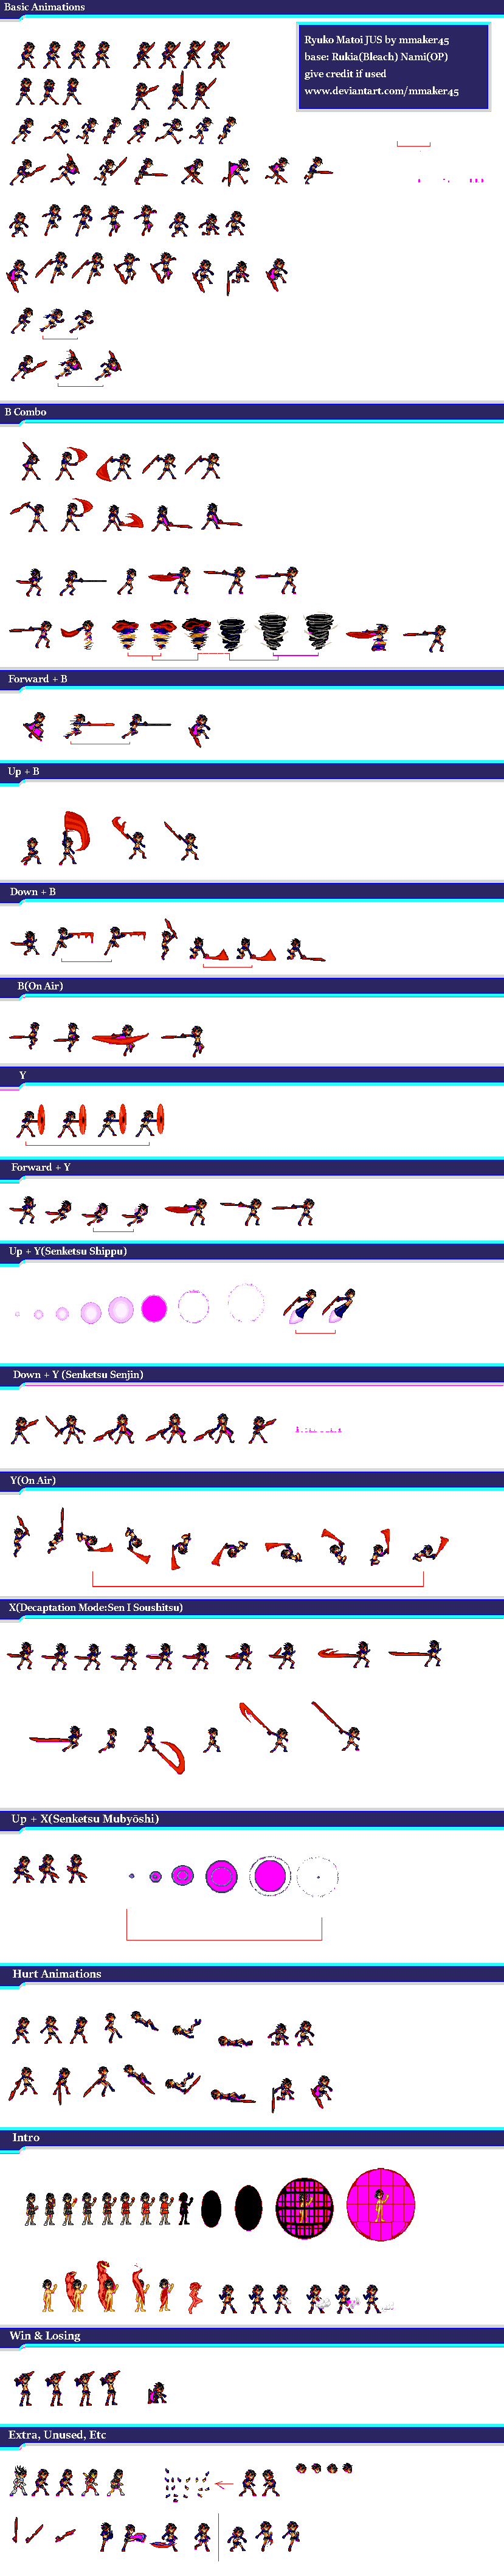 Basic Animations
Ryuko Matoi JUS by mmaker45
base: Rukia(Bleach) Nami(OP)
give credit if used
www.deviantart.com/mmaker45
B Combo
Forward + B
Up + B
Down + B
B(On Air)
Y
Forward + Y
Up + Y(Senketsu Shippu)
Down + Y (Senketsu Senjin)
Y(On Air)
X(Decaptation Mode:Sen I Soushitsu)
Up + X(Senketsu Mubyōshi)
Hurt Animations
Intro
Win & Losing
Extra, Unused, Etc